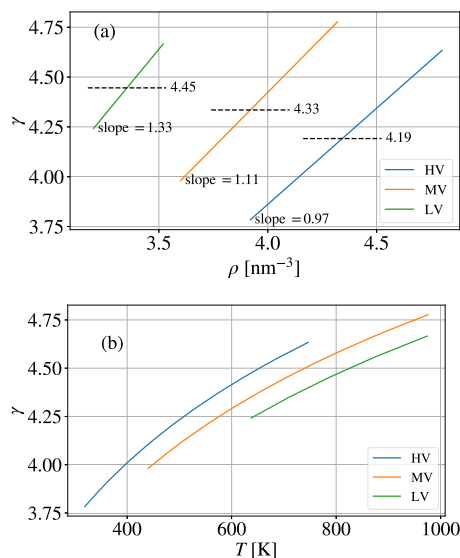 (a)
4.75
4.50
4.25
4.00
3.75
γ
4.45
4.33
4.19
slope = 1.33
slope = 1.11
slope = 0.97
HV
MV
LV
3.5 4.0 4.5
ρ [nm⁻³]
(b)
4.75
4.50
4.25
4.00
3.75
γ
HV
MV
LV
400 600 800 1000
T [K]